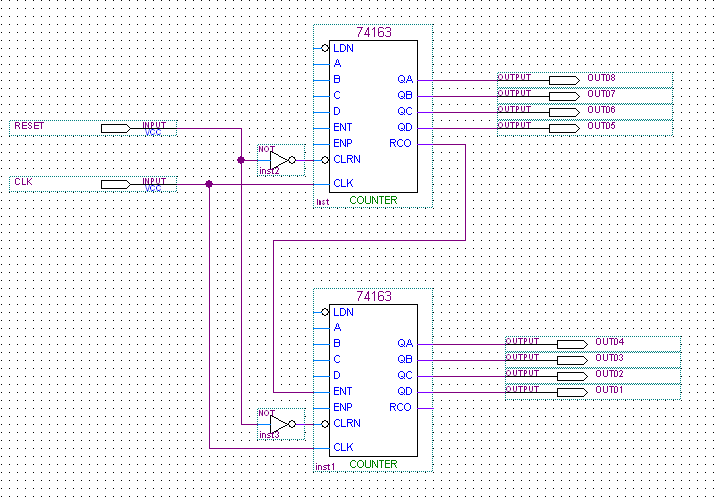 74163
LDN
A
B
C
D
ENT
ENP
CLRN
CLK
QA
QB
QC
QD
RCO
inst
COUNTER
OUTPUT OUT08
OUTPUT OUT07
OUTPUT OUT06
OUTPUT OUT05
RESET INPUT
VCC
NOT
inst2
CLK INPUT
VCC
74163
LDN
A
B
C
D
ENT
ENP
CLRN
CLK
QA
QB
QC
QD
RCO
inst1
COUNTER
OUTPUT OUT04
OUTPUT OUT03
OUTPUT OUT02
OUTPUT OUT01
NOT
inst3